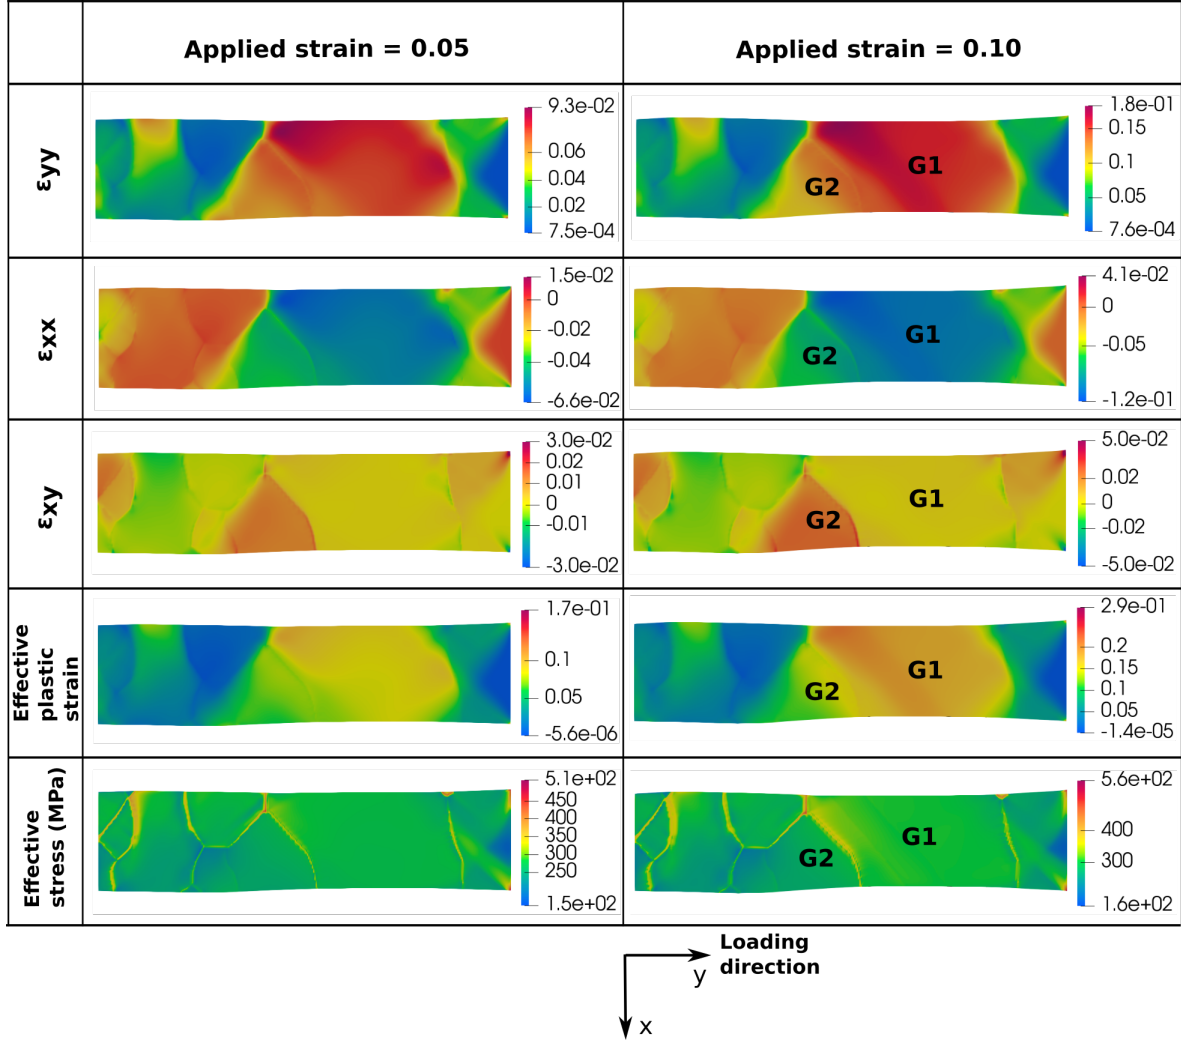 Applied strain = 0.05
Applied strain = 0.10
εyy
9.3e-02
0.06
0.04
0.02
7.5e-04
G1
G2
1.8e-01
0.15
0.1
0.05
7.6e-04
εxx
1.5e-02
0
-0.02
-0.04
-6.6e-02
G1
G2
4.1e-02
0
-0.05
-1.2e-01
εxy
3.0e-02
0.02
0.01
0
-0.01
-3.0e-02
G1
G2
5.0e-02
0.02
0
-0.02
-5.0e-02
Effective
plastic
strain
1.7e-01
0.1
0.05
-5.6e-06
G1
G2
2.9e-01
0.2
0.15
0.1
0.05
-1.4e-05
Effective
stress (MPa)
5.1e+02
450
400
350
300
250
1.5e+02
G1
G2
5.6e+02
400
300
1.6e+02
Loading
direction
y
x